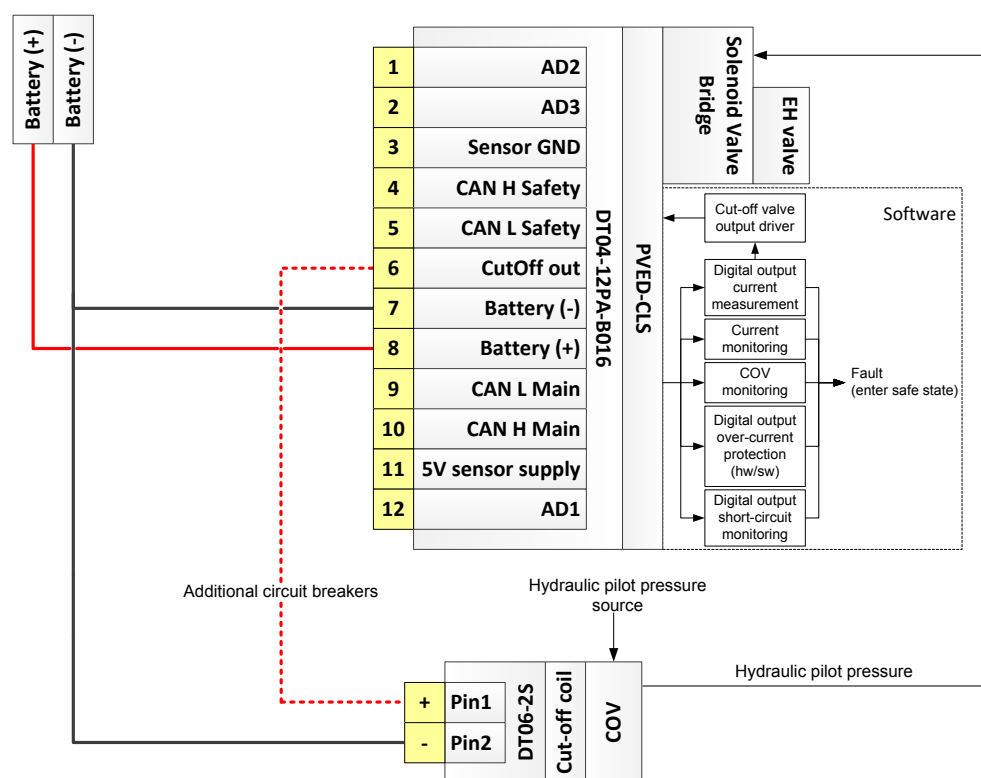 Battery (+)
Battery (-)
1 AD2
2 AD3
3 Sensor GND
4 CAN H Safety
5 CAN L Safety
6 CutOff out
7 Battery (-)
8 Battery (+)
9 CAN L Main
10 CAN H Main
11 5V sensor supply
12 AD1
DT04-12PA-B016
PVED-CLS
Solenoid Valve
Bridge
EH valve
Software
Cut-off valve
output driver
Digital output
current
measurement
Current
monitoring
COV
monitoring
Digital output
over-current
protection
(hw/sw)
Digital output
short-circuit
monitoring
Fault
(enter safe state)
Additional circuit breakers
Hydraulic pilot pressure
source
Hydraulic pilot pressure
+ Pin1
- Pin2
DT06-2S
Cut-off coil
COV